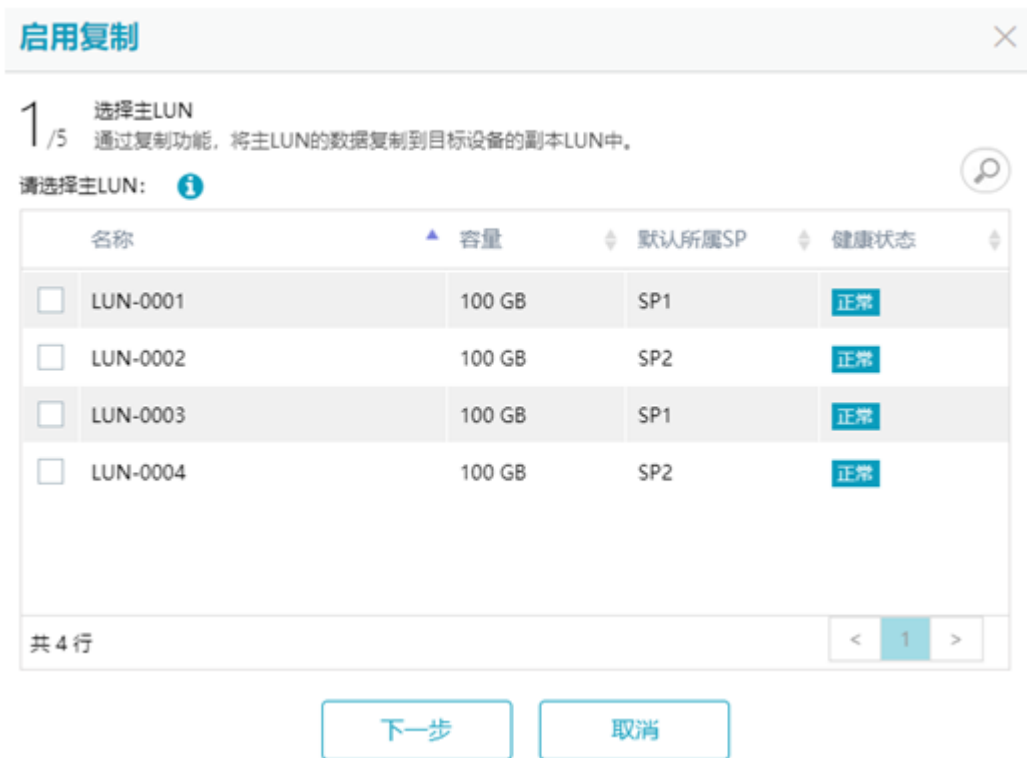 启用复制
1/5 选择主LUN
通过复制功能，将主LUN的数据复制到目标设备的副本LUN中。
请选择主LUN：
名称 容量 默认所属SP 健康状态
LUN-0001 100 GB SP1 正常
LUN-0002 100 GB SP2 正常
LUN-0003 100 GB SP1 正常
LUN-0004 100 GB SP2 正常
共 4 行 < 1 >
下一步 取消